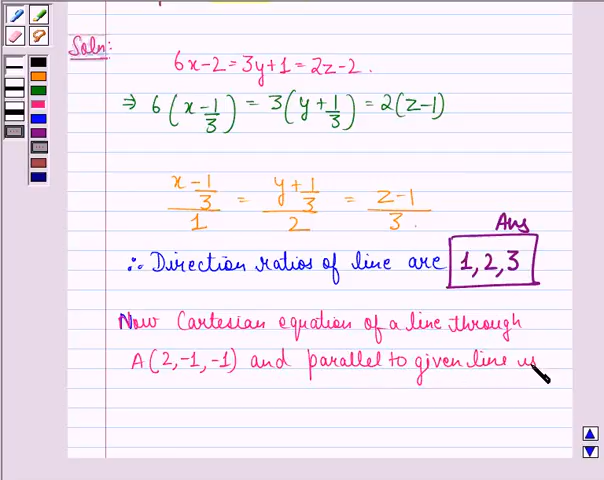 Soln:
6x-2=3y+1=2z-2.
⇒ 6(x-1/3) = 3(y+1/3) = 2(z-1)
(x-1/3)/1 = (y+1/3)/2 = (z-1)/3.
Ans
∴ Direction ratios of line are 1,2,3
Now Cartesian equation of a line through
A(2,-1,-1) and parallel to given line is